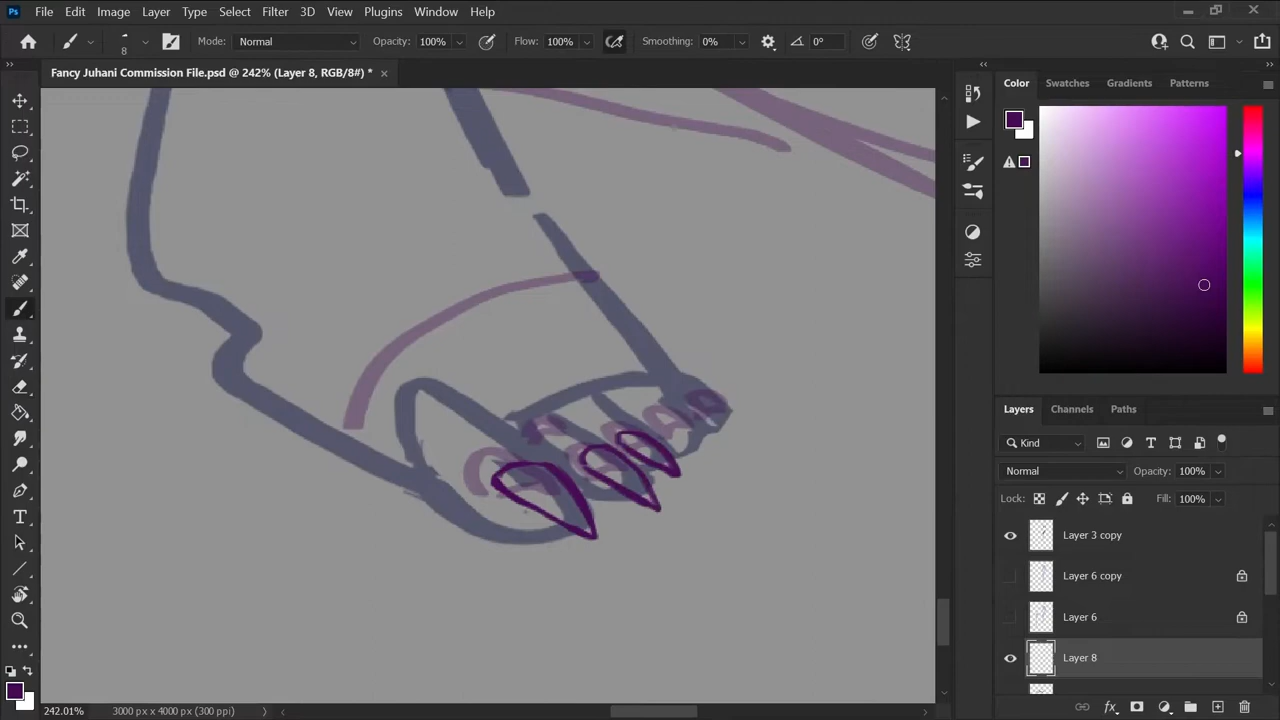 Ps File Edit Image Layer Type Select Filter 3D View Plugins Window Help
8 Mode: Normal Opacity: 100% Flow: 100% Smoothing: 0% 0°
Fancy Juhani Commission File.psd @ 242% (Layer 8, RGB/8#) *
Color Swatches Gradients Patterns
Layers Channels Paths
Kind
Normal Opacity: 100%
Lock: Fill: 100%
Layer 3 copy
Layer 6 copy
Layer 6
Layer 8
242.01% 3000 px x 4000 px (300 ppi)